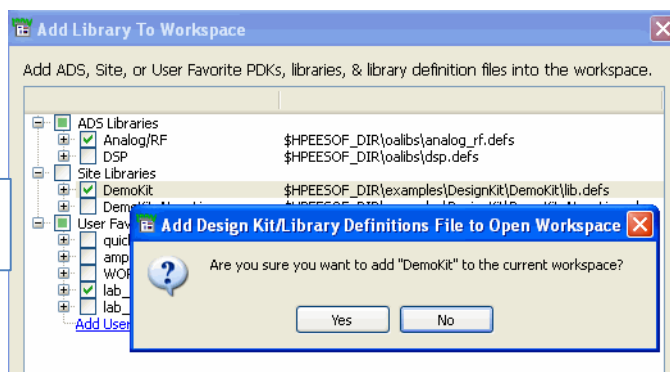 Add Library To Workspace
Add ADS, Site, or User Favorite PDKs, libraries, & library definition files into the workspace.
ADS Libraries
Analog/RF $HPEESOF_DIR\oalibs\analog_rf.defs
DSP $HPEESOF_DIR\oalibs\dsp.defs
Site Libraries
DemoKit $HPEESOF_DIR\examples\DesignKit\DemoKit\lib.defs
User Fav
quic
amp
WOR
lab_
lab_
Add User
Add Design Kit/Library Definitions File to Open Workspace
Are you sure you want to add "DemoKit" to the current workspace?
Yes No